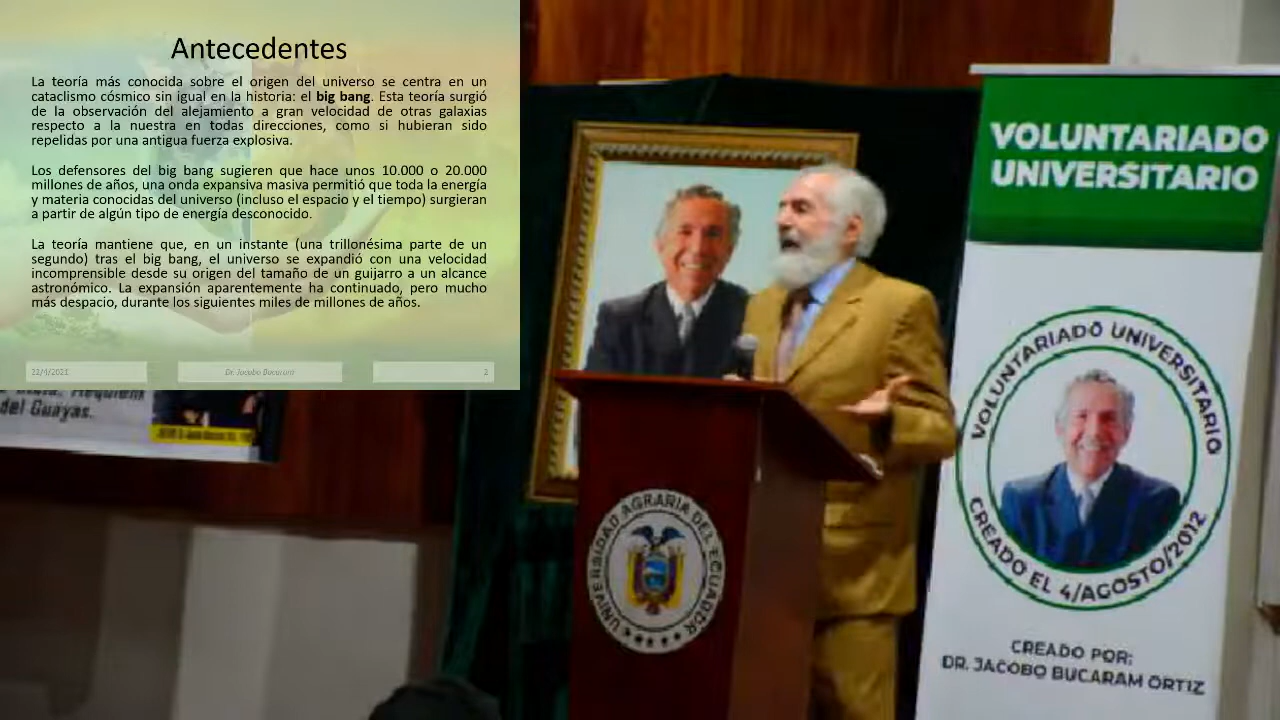 Antecedentes
La teoría más conocida sobre el origen del universo se centra en un
cataclismo cósmico sin igual en la historia: el big bang. Esta teoría surgió
de la observación del alejamiento a gran velocidad de otras galaxias
respecto a la nuestra en todas direcciones, como si hubieran sido
repelidas por una antigua fuerza explosiva.
Los defensores del big bang sugieren que hace unos 10.000 o 20.000
millones de años, una onda expansiva masiva permitió que toda la energía
y materia conocidas del universo (incluso el espacio y el tiempo) surgieran
a partir de algún tipo de energía desconocido.
La teoría mantiene que, en un instante (una trillonésima parte de un
segundo) tras el big bang, el universo se expandió con una velocidad
incomprensible desde su origen del tamaño de un guijarro a un alcance
astronómico. La expansión aparentemente ha continuado, pero mucho
más despacio, durante los siguientes miles de millones de años.
22/4/2021
Dr. Jacobo Bucaram
2
del Guayas.
UNIVERSIDAD AGRARIA DEL ECUADOR
VOLUNTARIADO
UNIVERSITARIO
VOLUNTARIADO UNIVERSITARIO
CREADO EL 4/AGOSTO/2012
CREADO POR:
DR. JACOBO BUCARAM ORTIZ